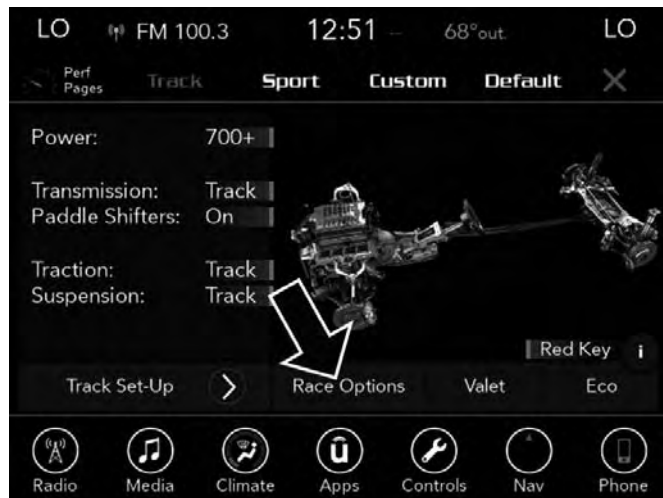 LO FM 100.3 12:51 -- 68°out. LO
Perf Pages Track Sport Custom Default X
Power: 700+
Transmission: Track
Paddle Shifters: On
Traction: Track
Suspension: Track
Red Key i
Track Set-Up > Race Options Valet Eco
Radio Media Climate Apps Controls Nav Phone